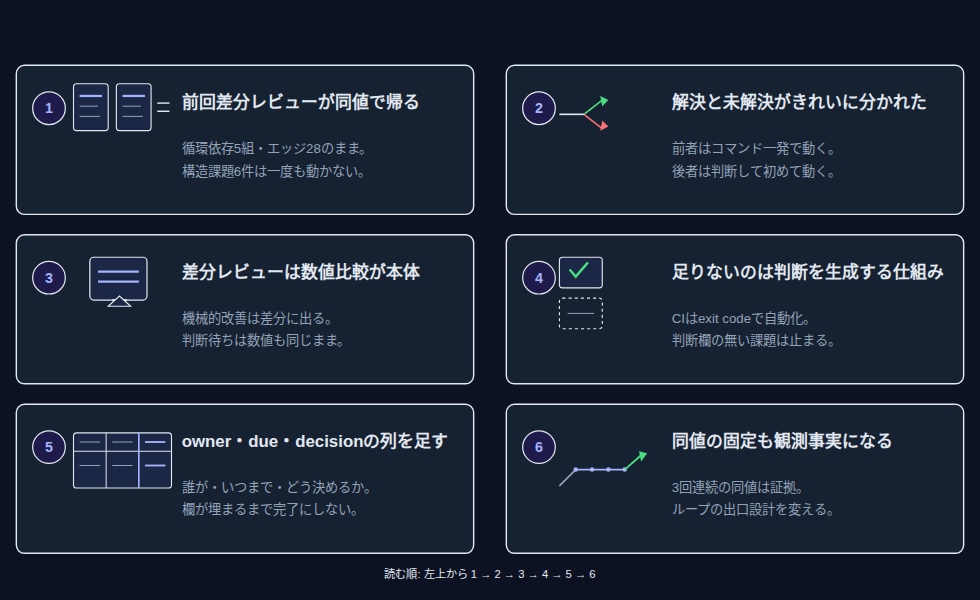 1
前回差分レビューが同値で帰る
循環依存5組・エッジ28のまま。
構造課題6件は一度も動かない。
2
解決と未解決がきれいに分かれた
前者はコマンド一発で動く。
後者は判断して初めて動く。
3
差分レビューは数値比較が本体
機械的改善は差分に出る。
判断待ちは数値も同じまま。
4
足りないのは判断を生成する仕組み
CIはexit codeで自動化。
判断欄の無い課題は止まる。
5
owner・due・decisionの列を足す
誰が・いつまで・どう決めるか。
欄が埋まるまで完了にしない。
6
同値の固定も観測事実になる
3回連続の同値は証拠。
ループの出口設計を変える。
読む順: 左上から 1 → 2 → 3 → 4 → 5 → 6